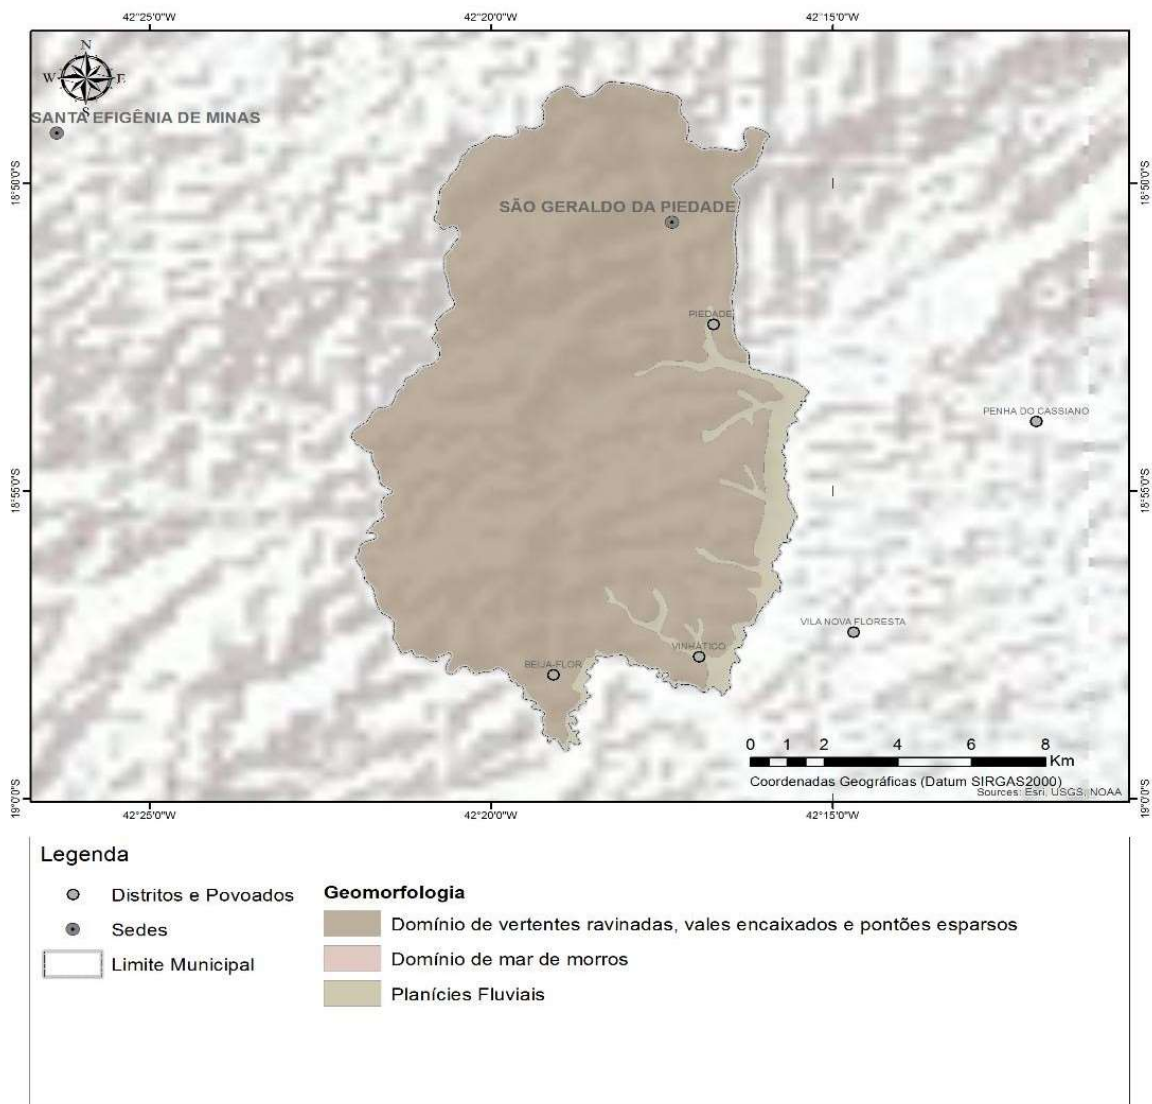 42°25'0"W 42°20'0"W 42°15'0"W
N
W E
S
SANTA EFIGÊNIA DE MINAS
18°50'0"S 18°50'0"S
SÃO GERALDO DA PIEDADE
PIEDADE
PENHA DO CASSIANO
18°55'0"S 18°55'0"S
VILA NOVA FLORESTA
VINHÁTICO
BEIJA-FLOR
0 1 2 4 6 8
Km
Coordenadas Geográficas (Datum SIRGAS2000)
Sources: Esri, USGS, NOAA
19°0'0"S 19°0'0"S
42°25'0"W 42°20'0"W 42°15'0"W
Legenda
Distritos e Povoados
Sedes
Limite Municipal
Geomorfologia
Domínio de vertentes ravinadas, vales encaixados e pontões esparsos
Domínio de mar de morros
Planícies Fluviais